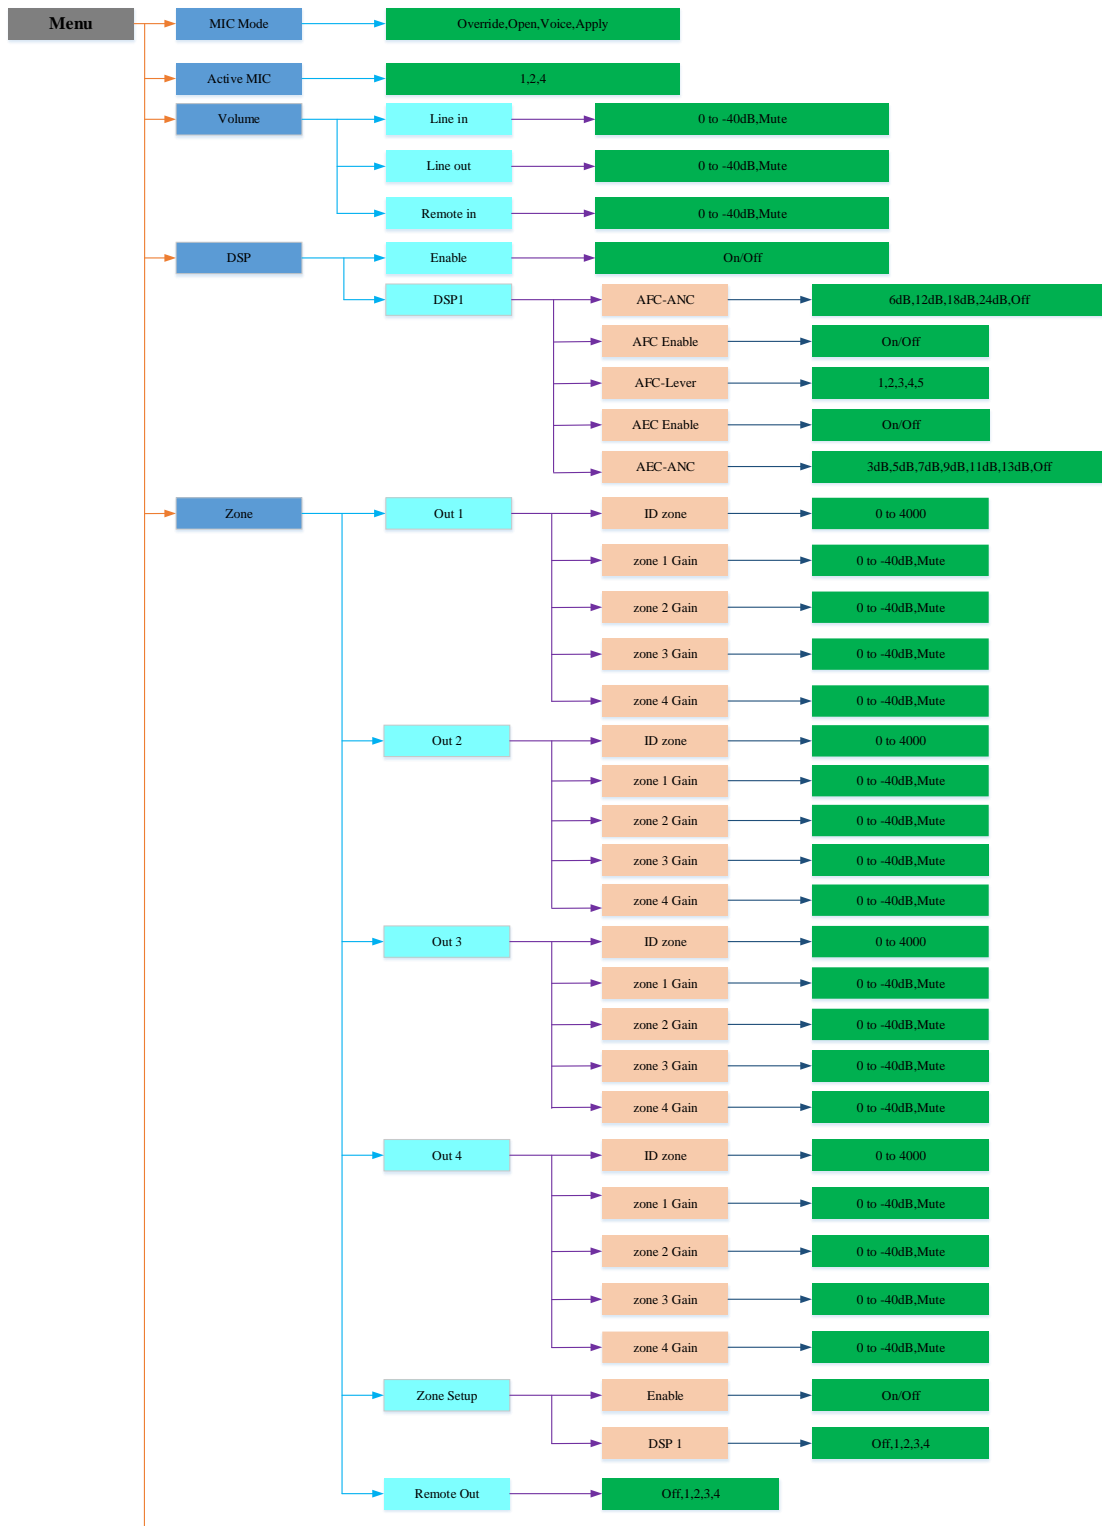 Menu
MIC Mode
Override,Open,Voice,Apply
Active MIC
1,2,4
Volume
Line in
0 to -40dB,Mute
Line out
0 to -40dB,Mute
Remote in
0 to -40dB,Mute
DSP
Enable
On/Off
DSP1
AFC-ANC
6dB,12dB,18dB,24dB,Off
AFC Enable
On/Off
AFC-Lever
1,2,3,4,5
AEC Enable
On/Off
AEC-ANC
3dB,5dB,7dB,9dB,11dB,13dB,Off
Zone
Out 1
ID zone
0 to 4000
zone 1 Gain
0 to -40dB,Mute
zone 2 Gain
0 to -40dB,Mute
zone 3 Gain
0 to -40dB,Mute
zone 4 Gain
0 to -40dB,Mute
Out 2
ID zone
0 to 4000
zone 1 Gain
0 to -40dB,Mute
zone 2 Gain
0 to -40dB,Mute
zone 3 Gain
0 to -40dB,Mute
zone 4 Gain
0 to -40dB,Mute
Out 3
ID zone
0 to 4000
zone 1 Gain
0 to -40dB,Mute
zone 2 Gain
0 to -40dB,Mute
zone 3 Gain
0 to -40dB,Mute
zone 4 Gain
0 to -40dB,Mute
Out 4
ID zone
0 to 4000
zone 1 Gain
0 to -40dB,Mute
zone 2 Gain
0 to -40dB,Mute
zone 3 Gain
0 to -40dB,Mute
zone 4 Gain
0 to -40dB,Mute
Zone Setup
Enable
On/Off
DSP 1
Off,1,2,3,4
Remote Out
Off,1,2,3,4